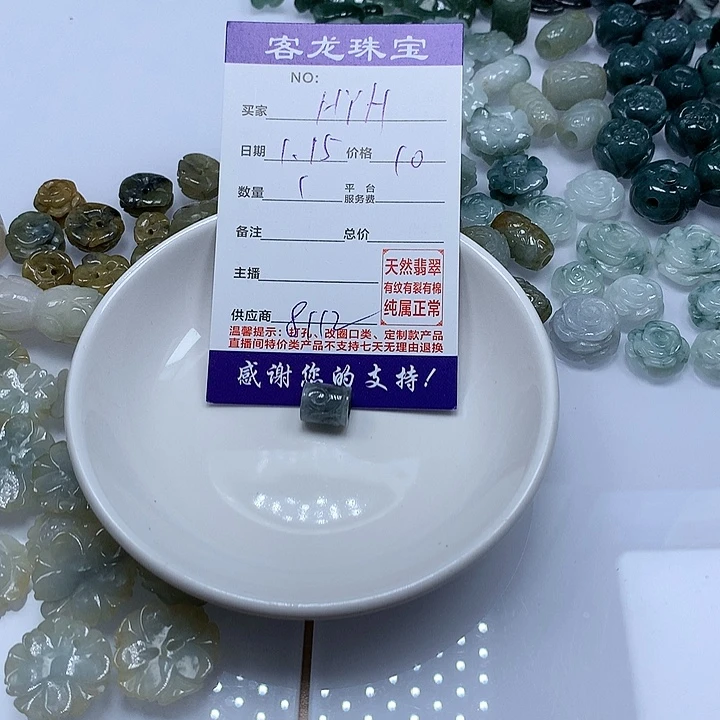 客龙珠宝
NO:
买家 HYH
日期 1.15 价格 10
数量 1 平台服务费
备注 总价
主播
天然翡翠
有纹有裂有棉
纯属正常
供应商
温馨提示：打孔、改圈口类、定制款产品
直播间特价类产品不支持七天无理由退换
感谢您的支持!